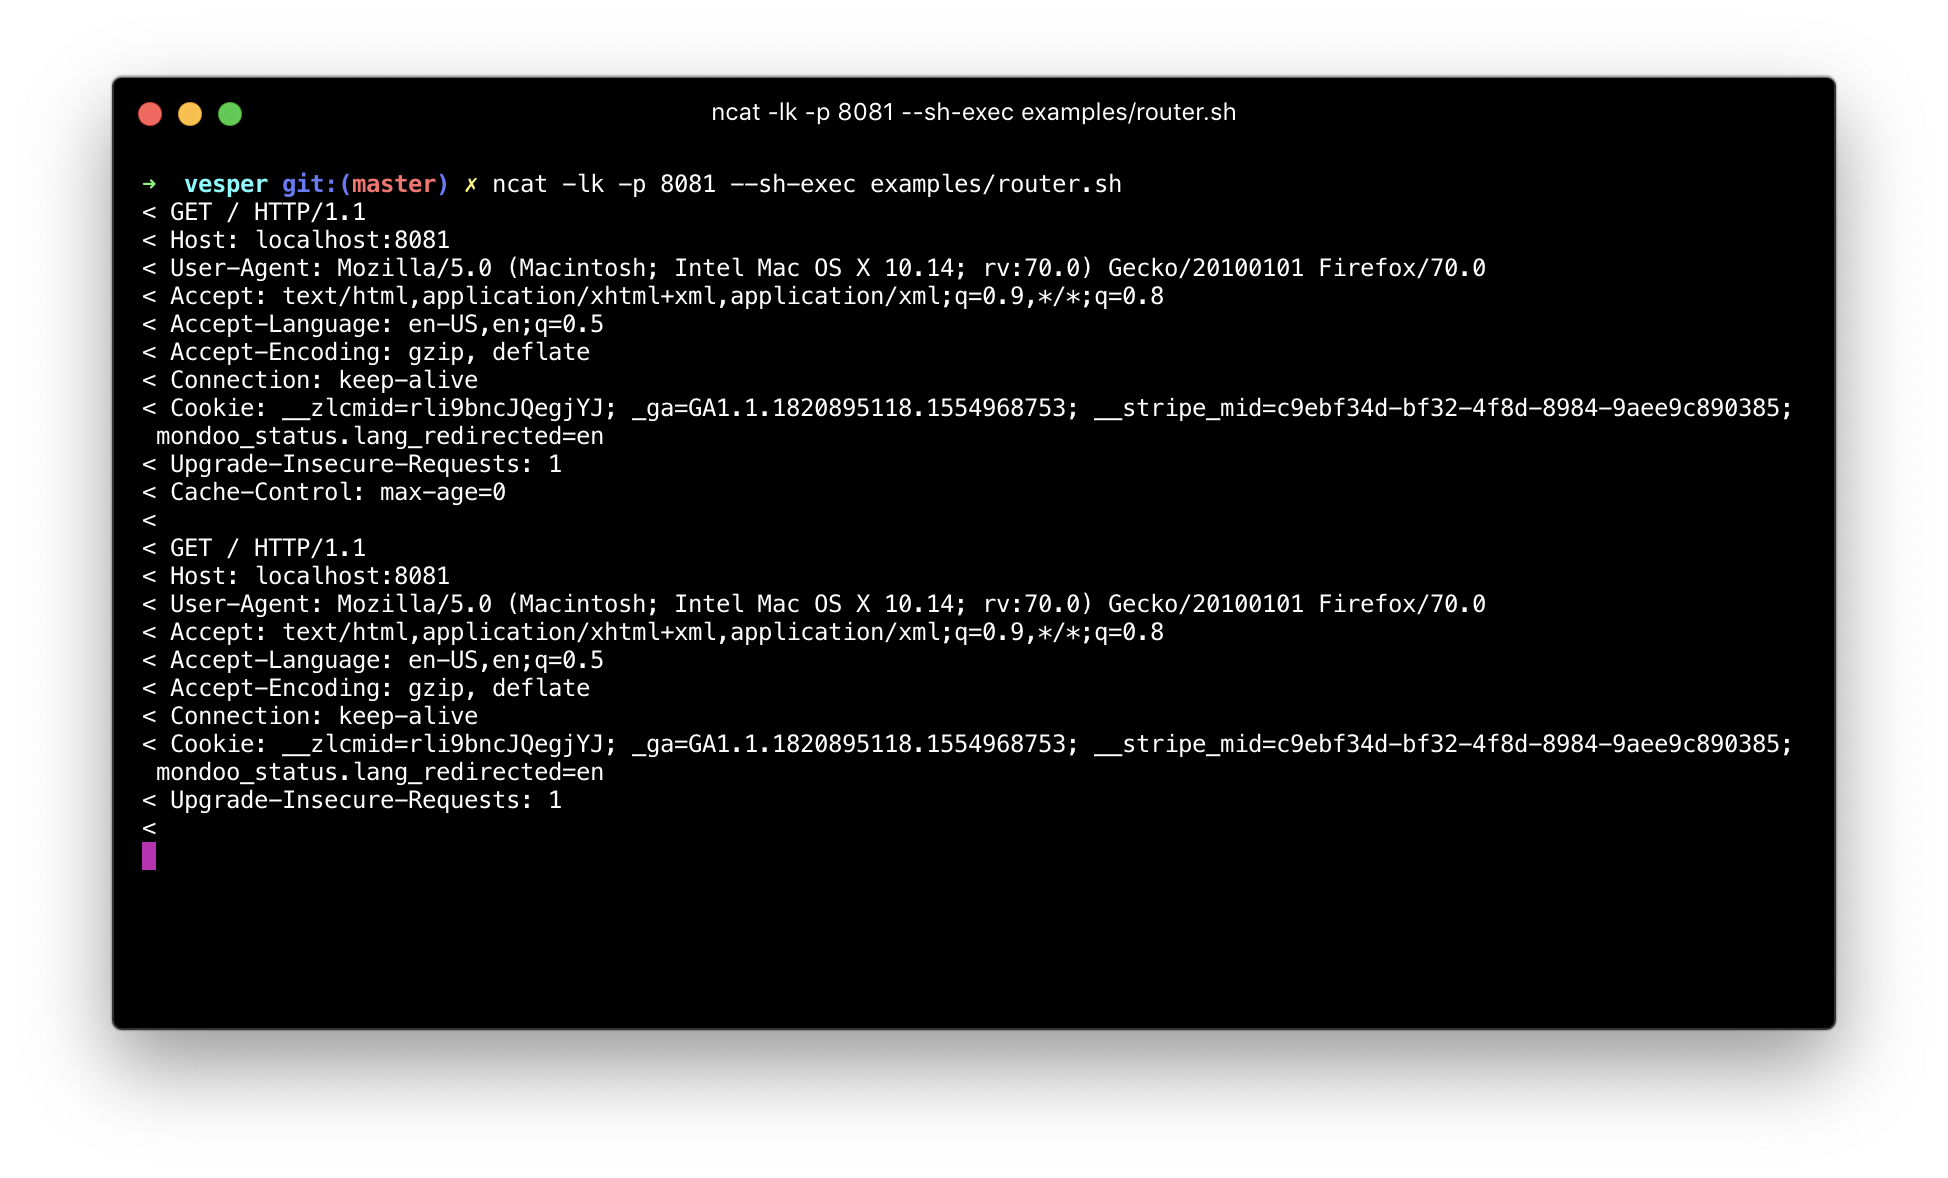 ncat -lk -p 8081 --sh-exec examples/router.sh
➜  vesper git:(master) ✗ ncat -lk -p 8081 --sh-exec examples/router.sh
< GET / HTTP/1.1
< Host: localhost:8081
< User-Agent: Mozilla/5.0 (Macintosh; Intel Mac OS X 10.14; rv:70.0) Gecko/20100101 Firefox/70.0
< Accept: text/html,application/xhtml+xml,application/xml;q=0.9,*/*;q=0.8
< Accept-Language: en-US,en;q=0.5
< Accept-Encoding: gzip, deflate
< Connection: keep-alive
< Cookie: __zlcmid=rli9bncJQegjYJ; _ga=GA1.1.1820895118.1554968753; __stripe_mid=c9ebf34d-bf32-4f8d-8984-9aee9c890385;
 mondoo_status.lang_redirected=en
< Upgrade-Insecure-Requests: 1
< Cache-Control: max-age=0
<
< GET / HTTP/1.1
< Host: localhost:8081
< User-Agent: Mozilla/5.0 (Macintosh; Intel Mac OS X 10.14; rv:70.0) Gecko/20100101 Firefox/70.0
< Accept: text/html,application/xhtml+xml,application/xml;q=0.9,*/*;q=0.8
< Accept-Language: en-US,en;q=0.5
< Accept-Encoding: gzip, deflate
< Connection: keep-alive
< Cookie: __zlcmid=rli9bncJQegjYJ; _ga=GA1.1.1820895118.1554968753; __stripe_mid=c9ebf34d-bf32-4f8d-8984-9aee9c890385;
 mondoo_status.lang_redirected=en
< Upgrade-Insecure-Requests: 1
<